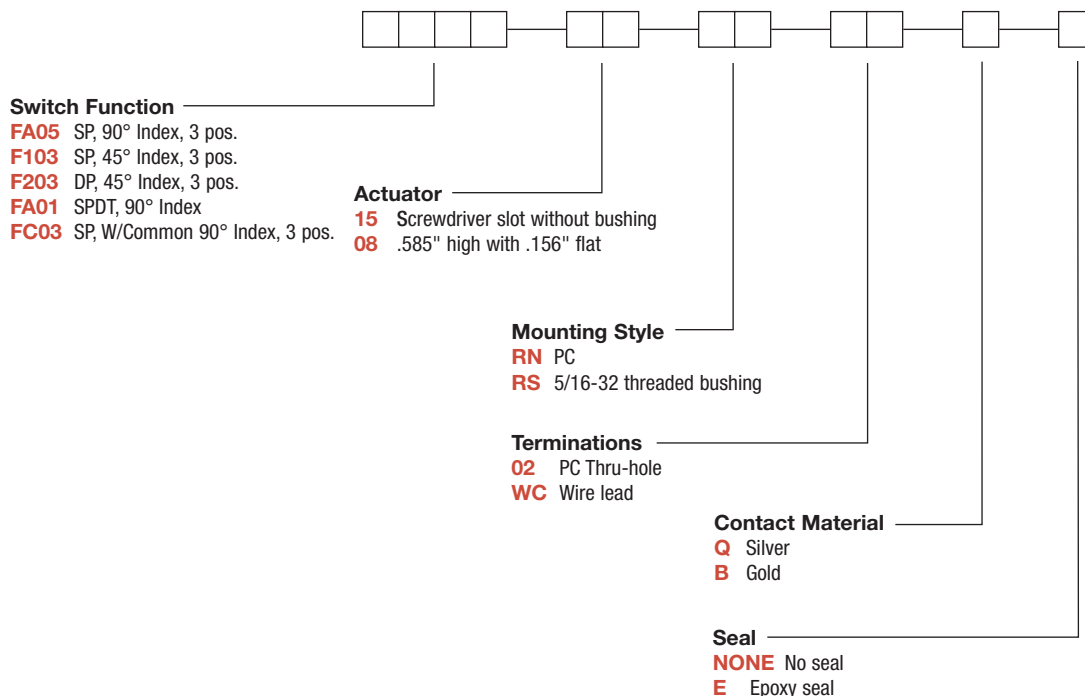 Switch Function
FA05 SP, 90° Index, 3 pos.
F103 SP, 45° Index, 3 pos.
F203 DP, 45° Index, 3 pos.
FA01 SPDT, 90° Index
FC03 SP, W/Common 90° Index, 3 pos.
Actuator
15 Screwdriver slot without bushing
08 .585" high with .156" flat
Mounting Style
RN PC
RS 5/16-32 threaded bushing
Terminations
02 PC Thru-hole
WC Wire lead
Contact Material
Q Silver
B Gold
Seal
NONE No seal
E Epoxy seal